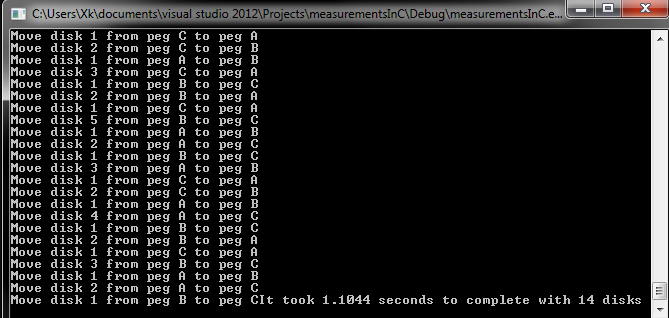 C:\Users\Xk\documents\visual studio 2012\Projects\measurementsInC\Debug\measurementsInC.e...
Move disk 1 from peg C to peg A
Move disk 2 from peg C to peg B
Move disk 1 from peg A to peg B
Move disk 3 from peg C to peg A
Move disk 1 from peg B to peg C
Move disk 2 from peg B to peg A
Move disk 1 from peg C to peg A
Move disk 5 from peg B to peg C
Move disk 1 from peg A to peg B
Move disk 2 from peg A to peg C
Move disk 1 from peg B to peg C
Move disk 3 from peg A to peg B
Move disk 1 from peg C to peg A
Move disk 2 from peg C to peg B
Move disk 1 from peg A to peg B
Move disk 4 from peg A to peg C
Move disk 1 from peg B to peg C
Move disk 2 from peg B to peg A
Move disk 1 from peg C to peg A
Move disk 3 from peg B to peg C
Move disk 1 from peg A to peg B
Move disk 2 from peg A to peg C
Move disk 1 from peg B to peg CIt took 1.1044 seconds to complete with 14 disks